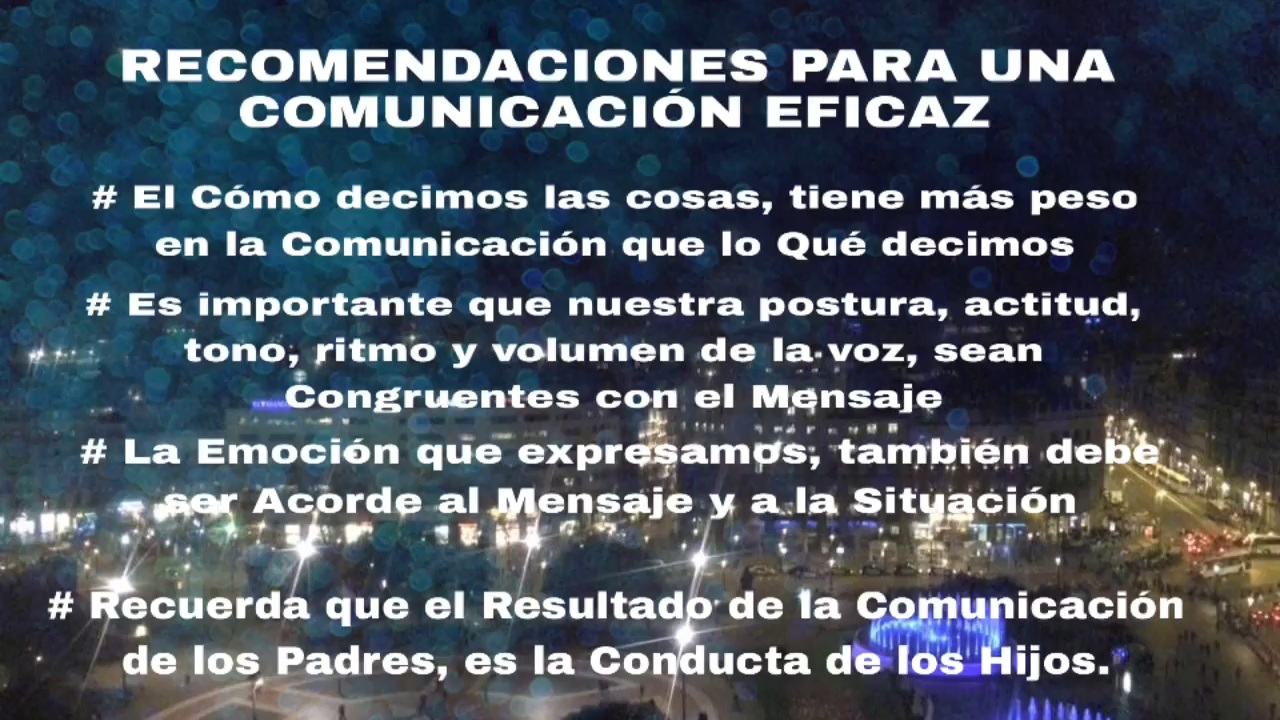 RECOMENDACIONES PARA UNA
COMUNICACIÓN EFICAZ
# El Cómo decimos las cosas, tiene más peso
en la Comunicación que lo Qué decimos
# Es importante que nuestra postura, actitud,
tono, ritmo y volumen de la voz, sean
Congruentes con el Mensaje
# La Emoción que expresamos, también debe
ser Acorde al Mensaje y a la Situación
# Recuerda que el Resultado de la Comunicación
de los Padres, es la Conducta de los Hijos.